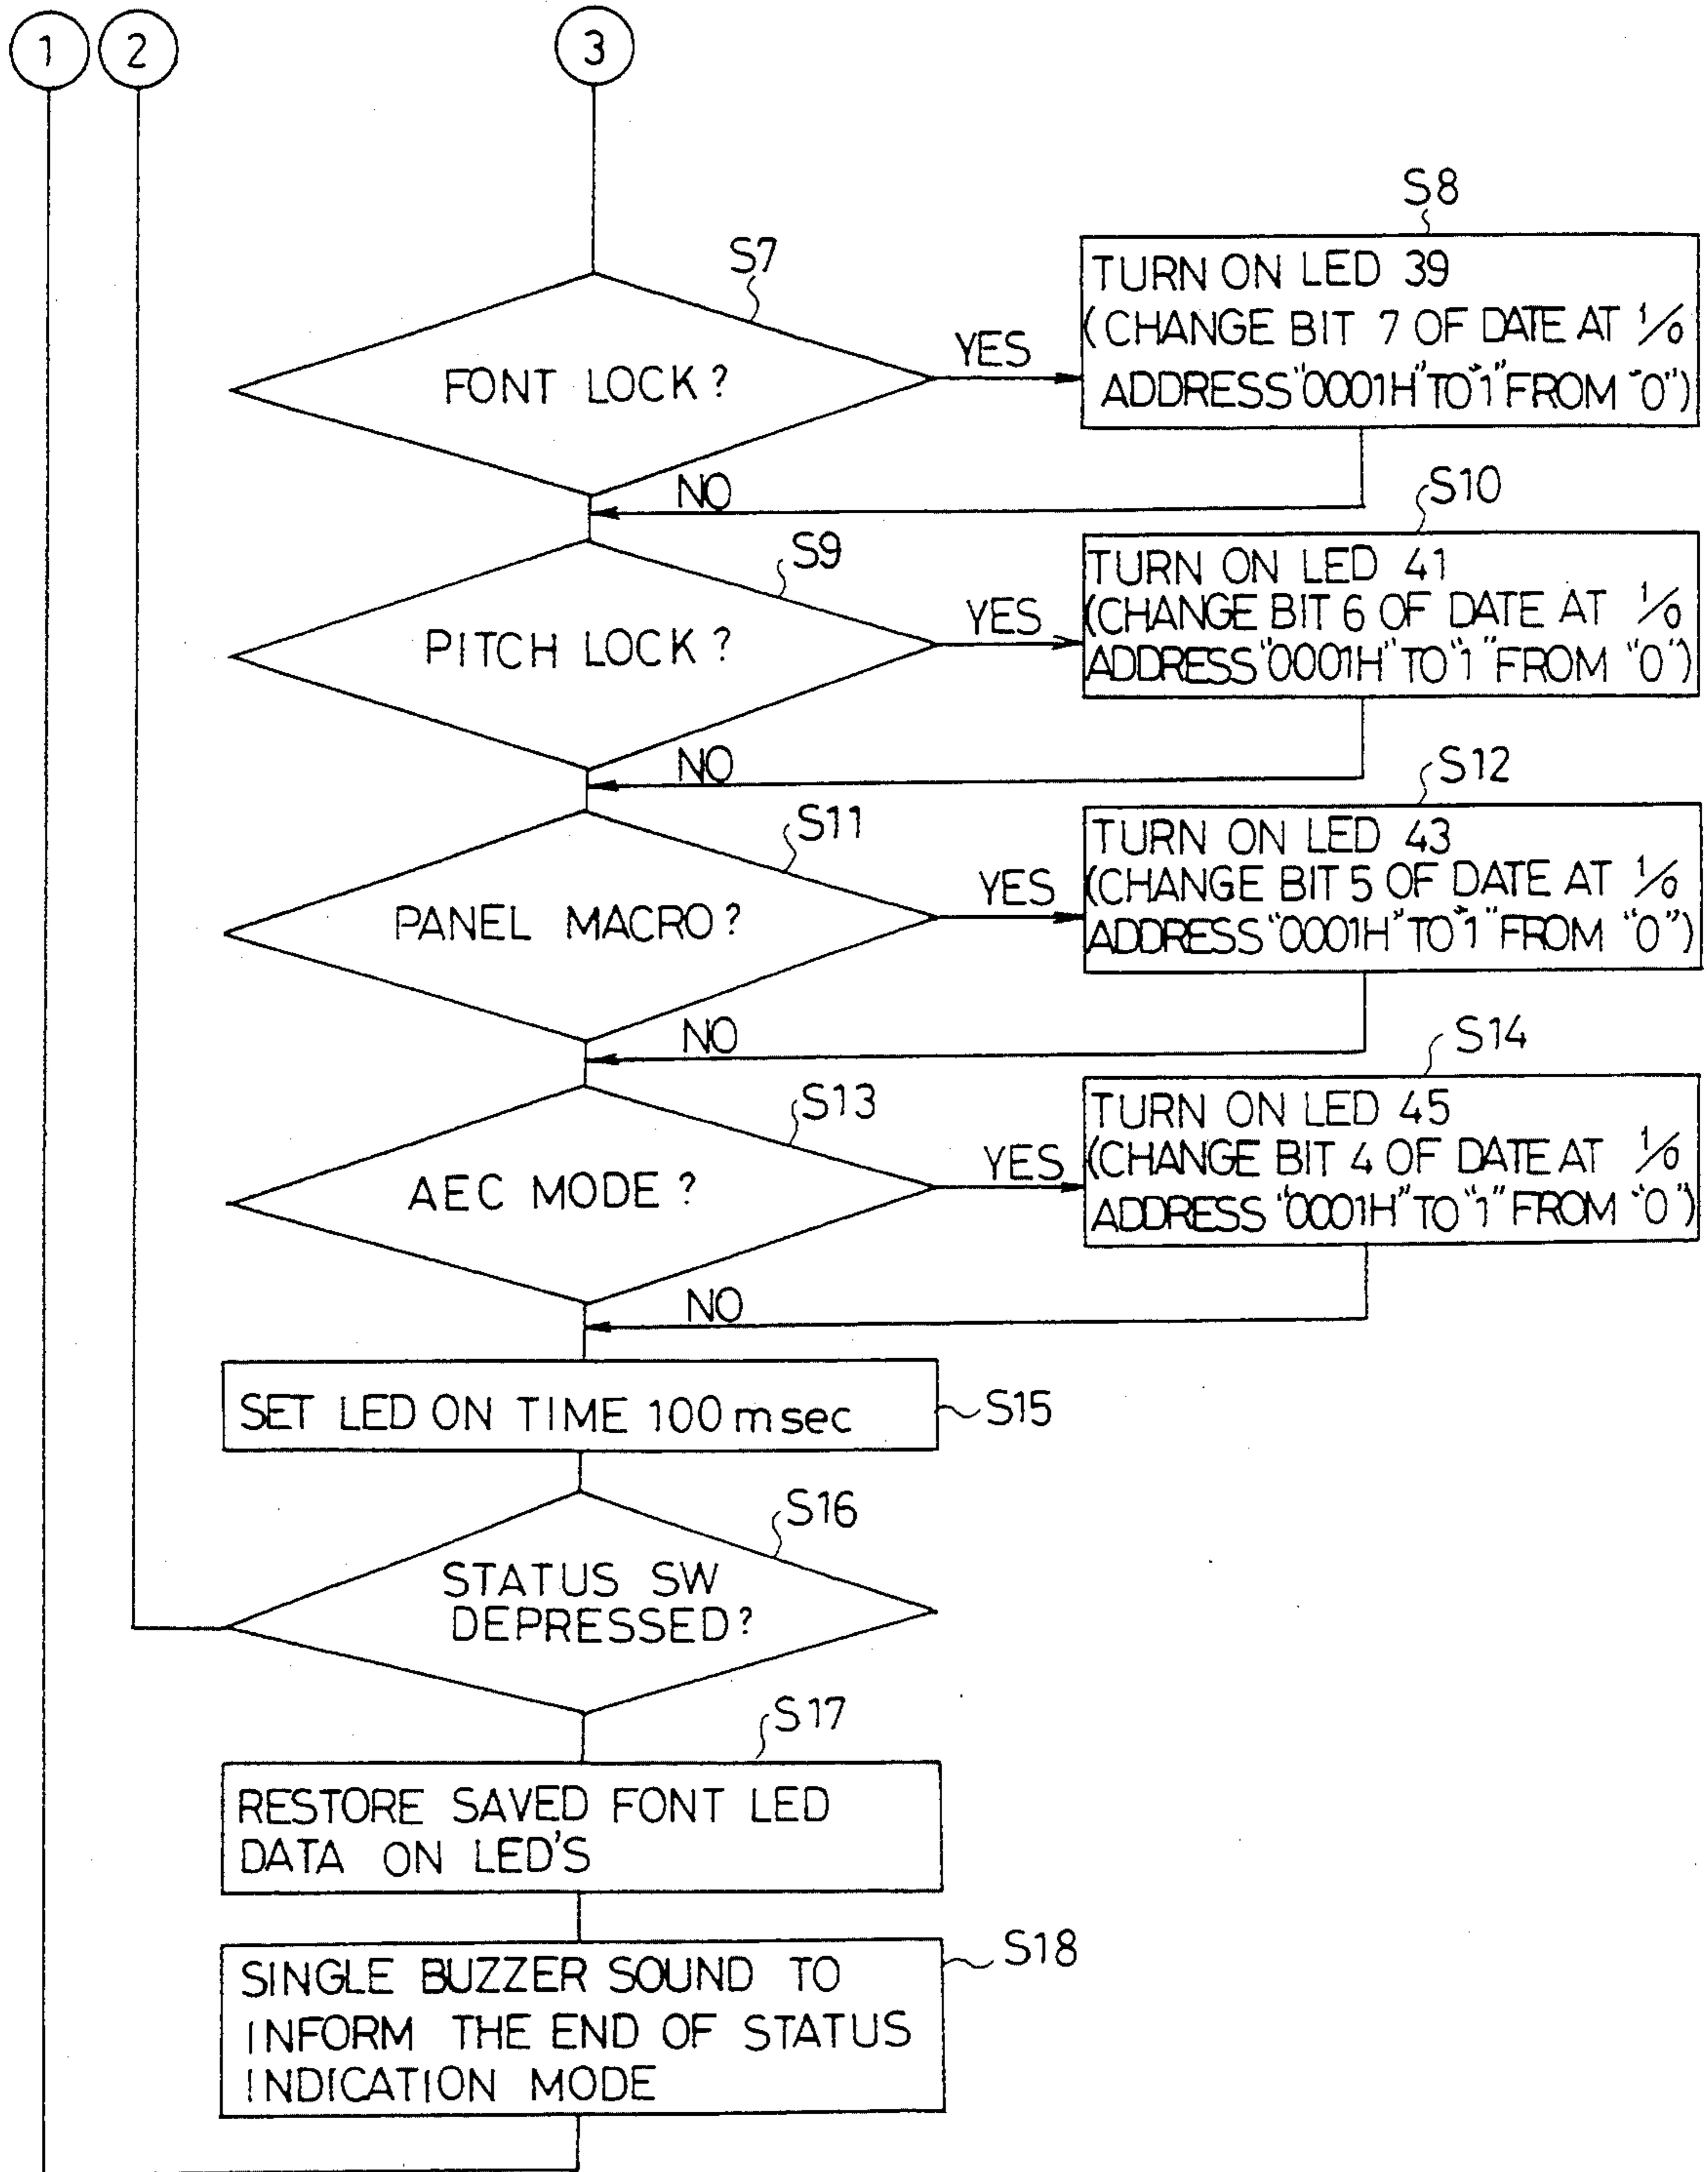 1 2 3
S7
FONT LOCK?
YES
NO
S8
TURN ON LED 39
(CHANGE BIT 7 OF DATE AT I/O
ADDRESS "0001H" TO "1" FROM "0")
S9
PITCH LOCK?
YES
NO
S10
TURN ON LED 41
(CHANGE BIT 6 OF DATE AT I/O
ADDRESS "0001H" TO "1" FROM "0")
S11
PANEL MACRO?
YES
NO
S12
TURN ON LED 43
(CHANGE BIT 5 OF DATE AT I/O
ADDRESS "0001H" TO "1" FROM "0")
S13
AEC MODE?
YES
NO
S14
TURN ON LED 45
(CHANGE BIT 4 OF DATE AT I/O
ADDRESS "0001H" TO "1" FROM "0")
SET LED ON TIME 100 msec
S15
S16
STATUS SW
DEPRESSED?
S17
RESTORE SAVED FONT LED
DATA ON LED'S
S18
SINGLE BUZZER SOUND TO
INFORM THE END OF STATUS
INDICATION MODE